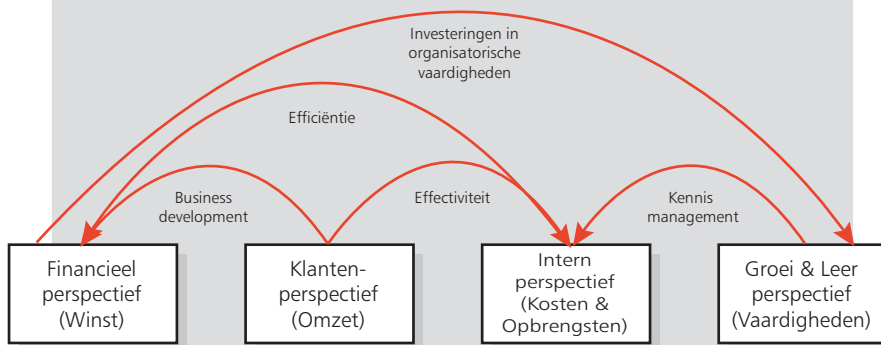 Investeringen in
organisatorische
vaardigheden
Efficiëntie
Business
development
Effectiviteit
Kennis
management
Financieel
perspectief
(Winst)
Klanten-
perspectief
(Omzet)
Intern
perspectief
(Kosten &
Opbrengsten)
Groei & Leer
perspectief
(Vaardigheden)